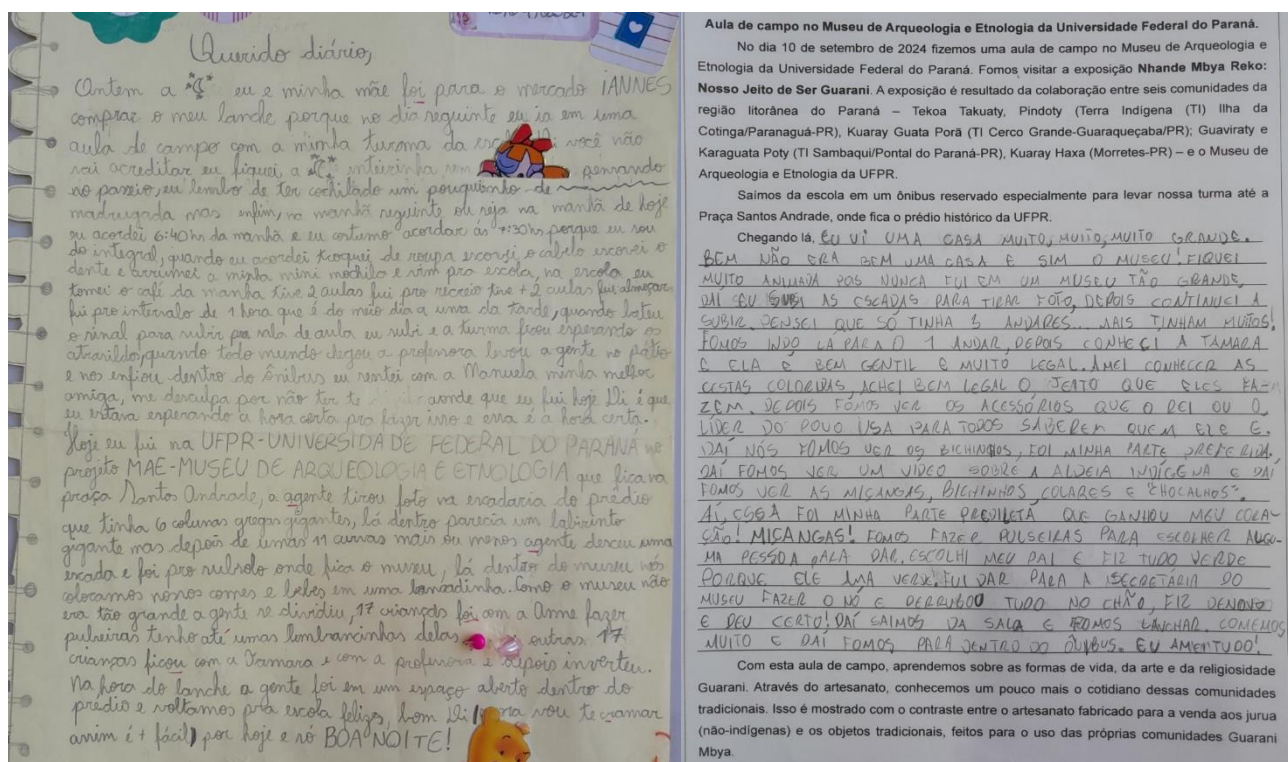 Querido diário,
Ontem a eu e minha mãe foi para o mercado IANNES
comprar o meu lanche porque no dia seguinte eu ia em uma
aula de campo com a minha turma da você não
vai acreditar eu fiquei a inteirinha sem pensando
no passeio, eu lembro de ter cochilado um pouquinho de
madrugada mas enfim, na manhã seguinte ou seja na manhã de hoje
eu acordei 6:40hs da manhã e eu costumo acordar ás 7:30hs porque eu sou
do integral, quando eu acordei troquei de roupa escovei o cabelo escovei o
dente e arrumei a minha mini mochila e vim pra escola, na escola eu
tomei o café da manha tive 2 aulas fui pro recreio tive + 2 aulas fui almoçar
fui pro intervalo de 1 hora que é do meio dia a uma da tarde, quando bateu
o sinal para subir pra sala de aula eu subi e a turma ficou esperando os
quando todo mundo chegou a professora levou a gente no pátio
e nos enfiou dentro do ônibus eu sentei com a Manuela minha melhor
amiga, me desculpa por não ter te aonde que eu fui hoje Di é que
eu estava esperando a hora certa pra fazer isso e essa é a hora certa.
Hoje eu fui na UFPR-UNIVERSIDADE FEDERAL DO PARANÁ no
projito MAE-MUSEU DE ARQUEOLOGIA E ETNOLOGIA que fica na
praça Santos Andrade, a agente tirou foto na escadaria do prédio
que tinha 6 colunas gregas gigantes, lá dentro parecia um labirinto
gigante mas depois de umas 11 curvas mais ou menos agente desceu uma
escada e foi pro subsolo onde fica o museu, lá dentro do museu nós
colocamos nossos comes e bebes em uma bancadinha. Como o museu não
era tão grande a gente se dividiu, 17 crianças foi com a Anne fazer
pulseiras tenho até umas lembrancinhas delas outras 17
crianças ficou com a Tamara e com a professora e depois inverteu.
Na hora do lanche a gente foi em um espaço aberto dentro do
prédio e voltamos pra escola felizes, bom Di vou te xamar
assim é + fácil) por hoje e só BOA NOITE!
Aula de campo no Museu de Arqueologia e Etnologia da Universidade Federal do Paraná.
No dia 10 de setembro de 2024 fizemos uma aula de campo no Museu de Arqueologia e
Etnologia da Universidade Federal do Paraná. Fomos visitar a exposição Nhande Mbya Reko:
Nosso Jeito de Ser Guarani. A exposição é resultado da colaboração entre seis comunidades da
região litorânea do Paraná – Tekoa Takuaty, Pindoty (Terra Indígena (TI) Ilha da
Cotinga/Paranaguá-PR), Kuaray Guata Porã (TI Cerco Grande-Guaraqueçaba/PR); Guaviraty e
Karaguata Poty (TI Sambaqui/Pontal do Paraná-PR), Kuaray Haxa (Morretes-PR) – e o Museu de
Arqueologia e Etnologia da UFPR.
Saímos da escola em um ônibus reservado especialmente para levar nossa turma até a
Praça Santos Andrade, onde fica o prédio histórico da UFPR.
Chegando lá, EU VI UMA CASA MUITO, MUITO, MUITO GRANDE.
BEM NÃO ERA BEM UMA CASA E SIM O MUSEU! FIQUEI
MUITO ANIMADA POIS NUNCA FUI EM UM MUSEU TÃO GRANDE,
DAÍ EU SUBI AS ESCADAS PARA TIRAR FOTO, DEPOIS CONTINUEI A
SUBIR. PENSEI QUE SÓ TINHA 3 ANDARES... MAIS TINHAM MUITOS!
FOMOS INDO LÁ PARA O 1 ANDAR, DEPOIS CONHECI A TAMARA
E ELA É BEM GENTIL E MUITO LEGAL. AMEI CONHECER AS
CESTAS COLORIDAS, ACHEI BEM LEGAL O JEITO QUE ELES FA-
ZEM. DEPOIS FOMOS VER OS ACESSÓRIOS QUE O REI OU O
LÍDER DO POVO USA PARA TODOS SABEREM QUEM ELE É.
DAÍ NÓS FOMOS VER OS BICHINHOS, FOI MINHA PARTE PREFERIDA.
DAÍ FOMOS VER UM VÍDEO SOBRE A ALDEIA INDÍGENA E DAÍ
FOMOS VER AS MIÇANGAS, BICHINHOS, COLARES E "CHOCALHOS".
AÍ, ESSA FOI MINHA PARTE PREDILETA QUE GANHOU MEU CORA-
ÇÃO! MIÇANGAS! FOMOS FAZER PULSEIRAS PARA ESCOLHER ALGU-
MA PESSOA PARA DAR. ESCOLHI MEU PAI E FIZ TUDO VERDE
PORQUE ELE AMA VERDE. FUI DAR PARA A SECRETÁRIA DO
MUSEU FAZER O NÓ E DERRUBOU TUDO NO CHÃO, FIZ DENOVO
E DEU CERTO! DAÍ SAIMOS DA SALA E FOMOS LANCHAR. COMEMOS
MUITO E DAÍ FOMOS PARA DENTRO DO ÔNIBUS. EU AMEI TUDO!
Com esta aula de campo, aprendemos sobre as formas de vida, da arte e da religiosidade
Guarani. Através do artesanato, conhecemos um pouco mais o cotidiano dessas comunidades
tradicionais. Isso é mostrado com o contraste entre o artesanato fabricado para a venda aos jurua
(não-indígenas) e os objetos tradicionais, feitos para o uso das próprias comunidades Guarani
Mbya.